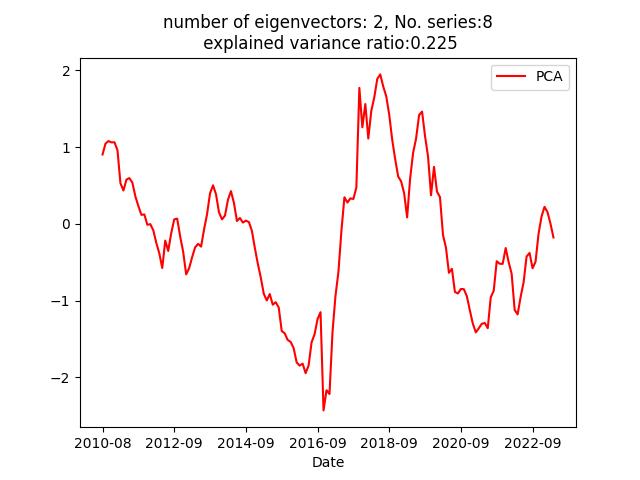 number of eigenvectors: 2, No. series:8
explained variance ratio:0.225
PCA
2
1
0
−1
−2
2010-08 2012-09 2014-09 2016-09 2018-09 2020-09 2022-09
Date